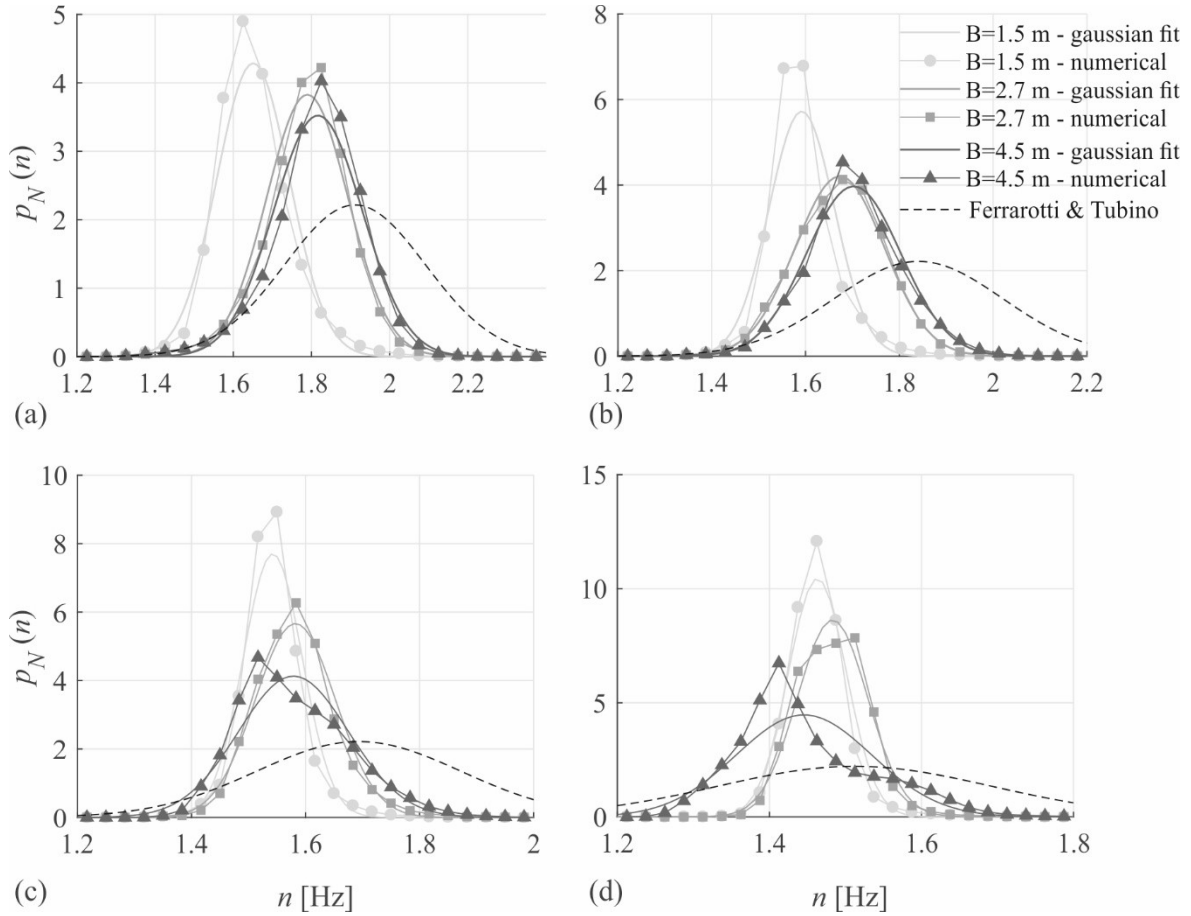 5
4
3
2
1
0
p_N (n)
1.2
1.4
1.6
1.8
2
2.2
(a)
8
6
4
2
0
1.2
1.4
1.6
1.8
2
2.2
(b)
B=1.5 m - gaussian fit
B=1.5 m - numerical
B=2.7 m - gaussian fit
B=2.7 m - numerical
B=4.5 m - gaussian fit
B=4.5 m - numerical
Ferrarotti & Tubino
10
8
6
4
2
0
p_N (n)
1.2
1.4
1.6
1.8
2
(c)
n [Hz]
15
10
5
0
1.2
1.4
1.6
1.8
(d)
n [Hz]